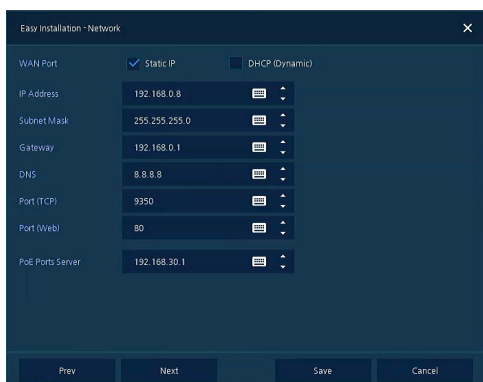 Easy Installation - Network
WAN Port Static IP DHCP (Dynamic)
IP Address 192.168.0.8
Subnet Mask 255.255.255.0
Gateway 192.168.0.1
DNS 8.8.8.8
Port (TCP) 9350
Port (Web) 80
PoE Ports Server 192.168.30.1
Prev Next Save Cancel